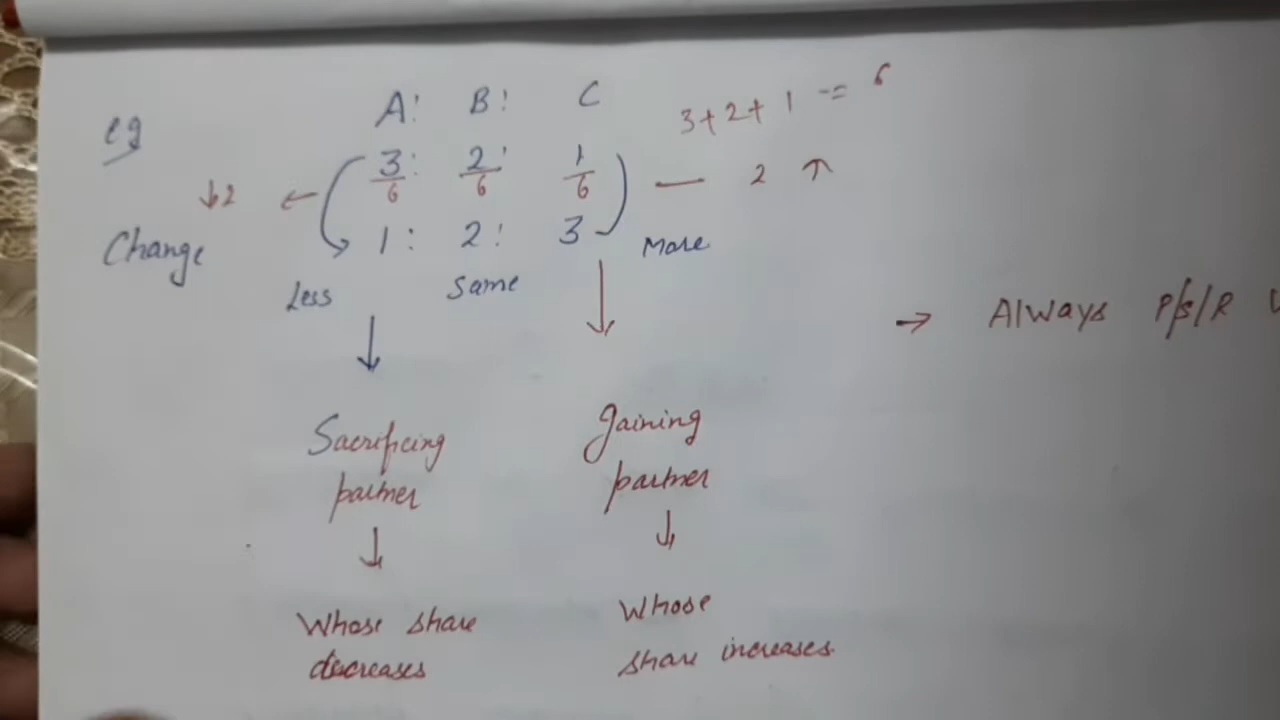 eg
A: B: C
3+2+1 = 6
3/6: 2/6: 1/6
↓2 ← — 2 ↑
Change 1: 2: 3
Less Same More
→ Always P/S/R
Sacrificing
partner
Gaining
partner
Whose share
decreases
Whose
share increases.